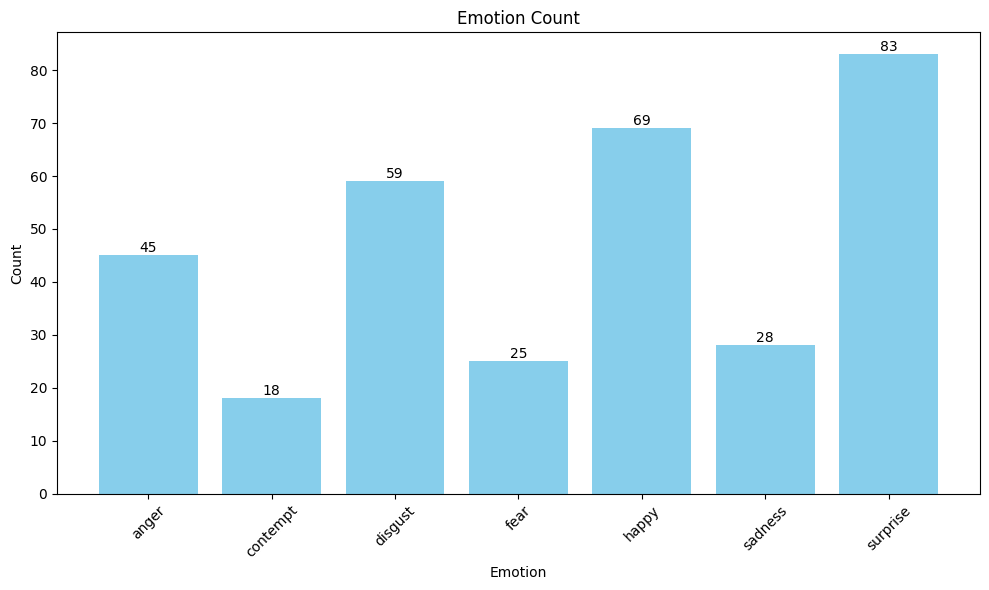 Emotion Count
Count
80
70
60
50
40
30
20
10
0
45
18
59
25
69
28
83
anger
contempt
disgust
fear
happy
sadness
surprise
Emotion